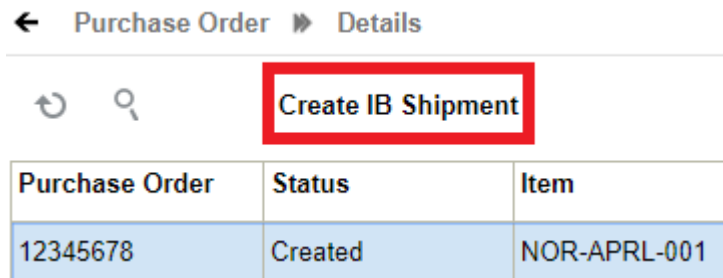 Purchase Order Details
Create IB Shipment
Purchase Order Status Item
12345678 Created NOR-APRL-001